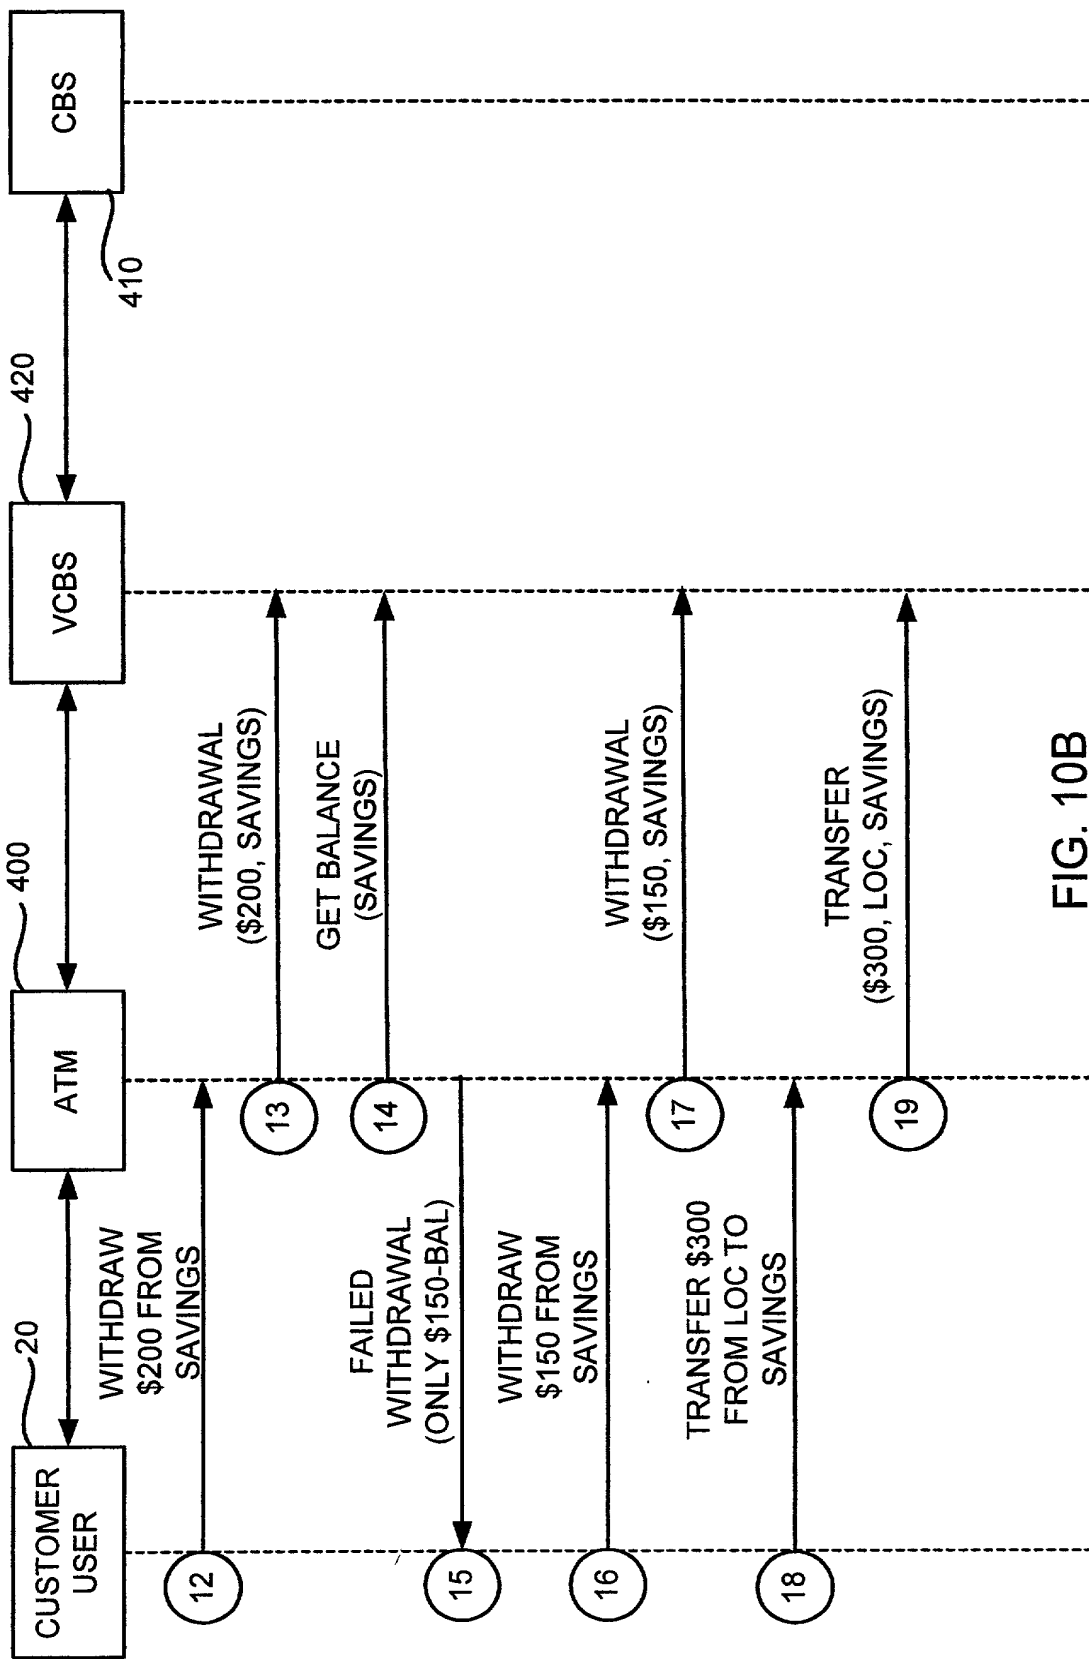 CUSTOMER
USER
20
ATM
400
VCBS
420
CBS
410
12
WITHDRAW
$200 FROM
SAVINGS
13
WITHDRAWAL
($200, SAVINGS)
14
GET BALANCE
(SAVINGS)
15
FAILED
WITHDRAWAL
(ONLY $150-BAL)
16
WITHDRAW
$150 FROM
SAVINGS
17
WITHDRAWAL
($150, SAVINGS)
18
TRANSFER $300
FROM LOC TO
SAVINGS
19
TRANSFER
($300, LOC, SAVINGS)
FIG. 10B